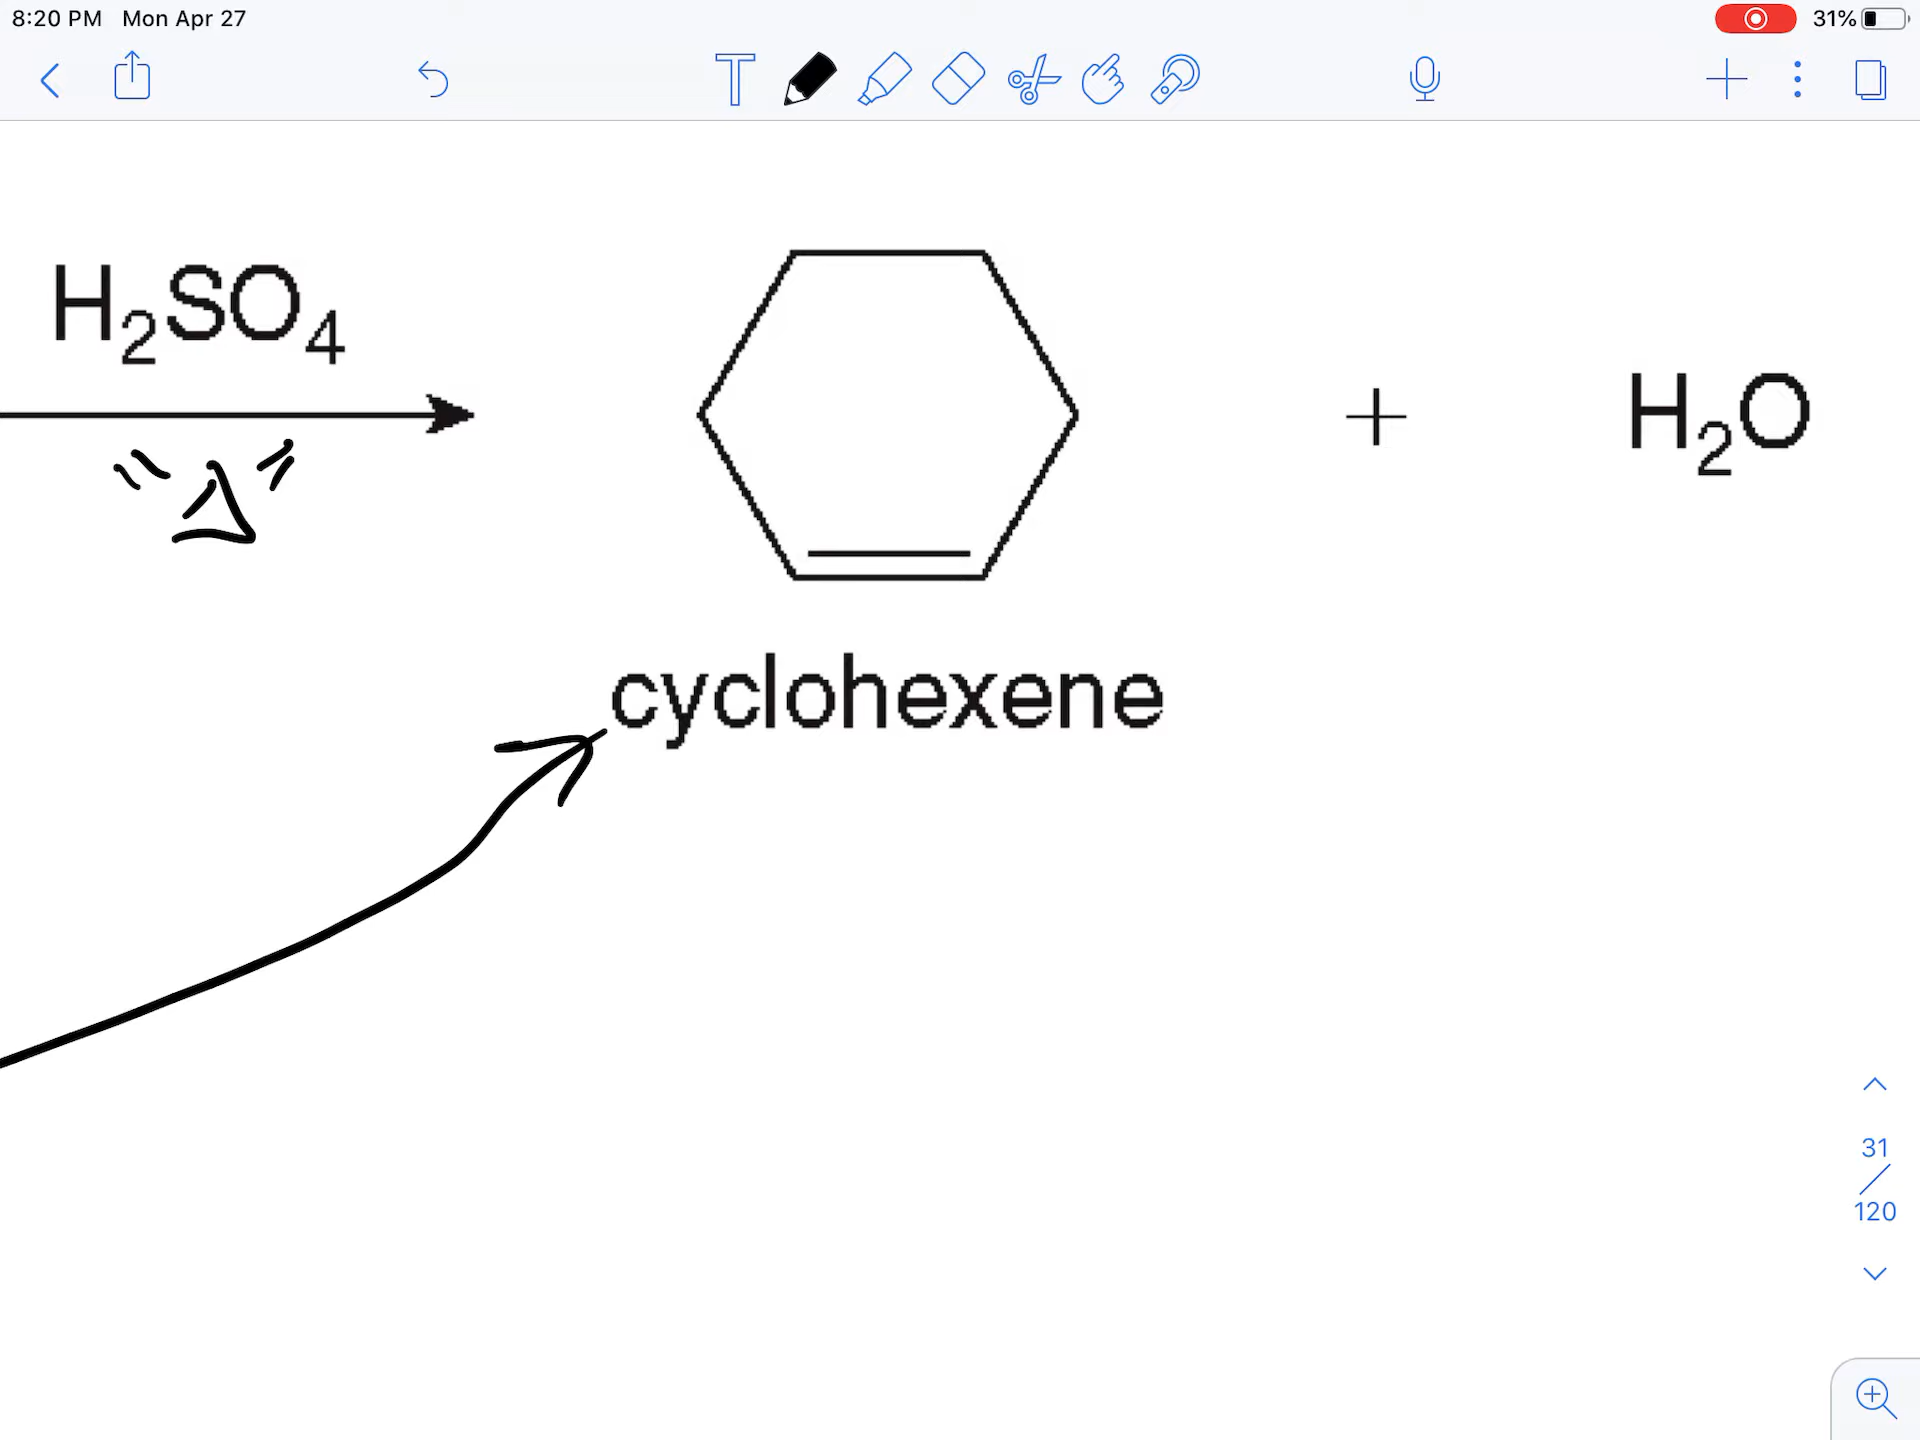 8:20 PM Mon Apr 27
31%
T
H₂SO₄
"Δ"
+ H₂O
cyclohexene
31
/
120